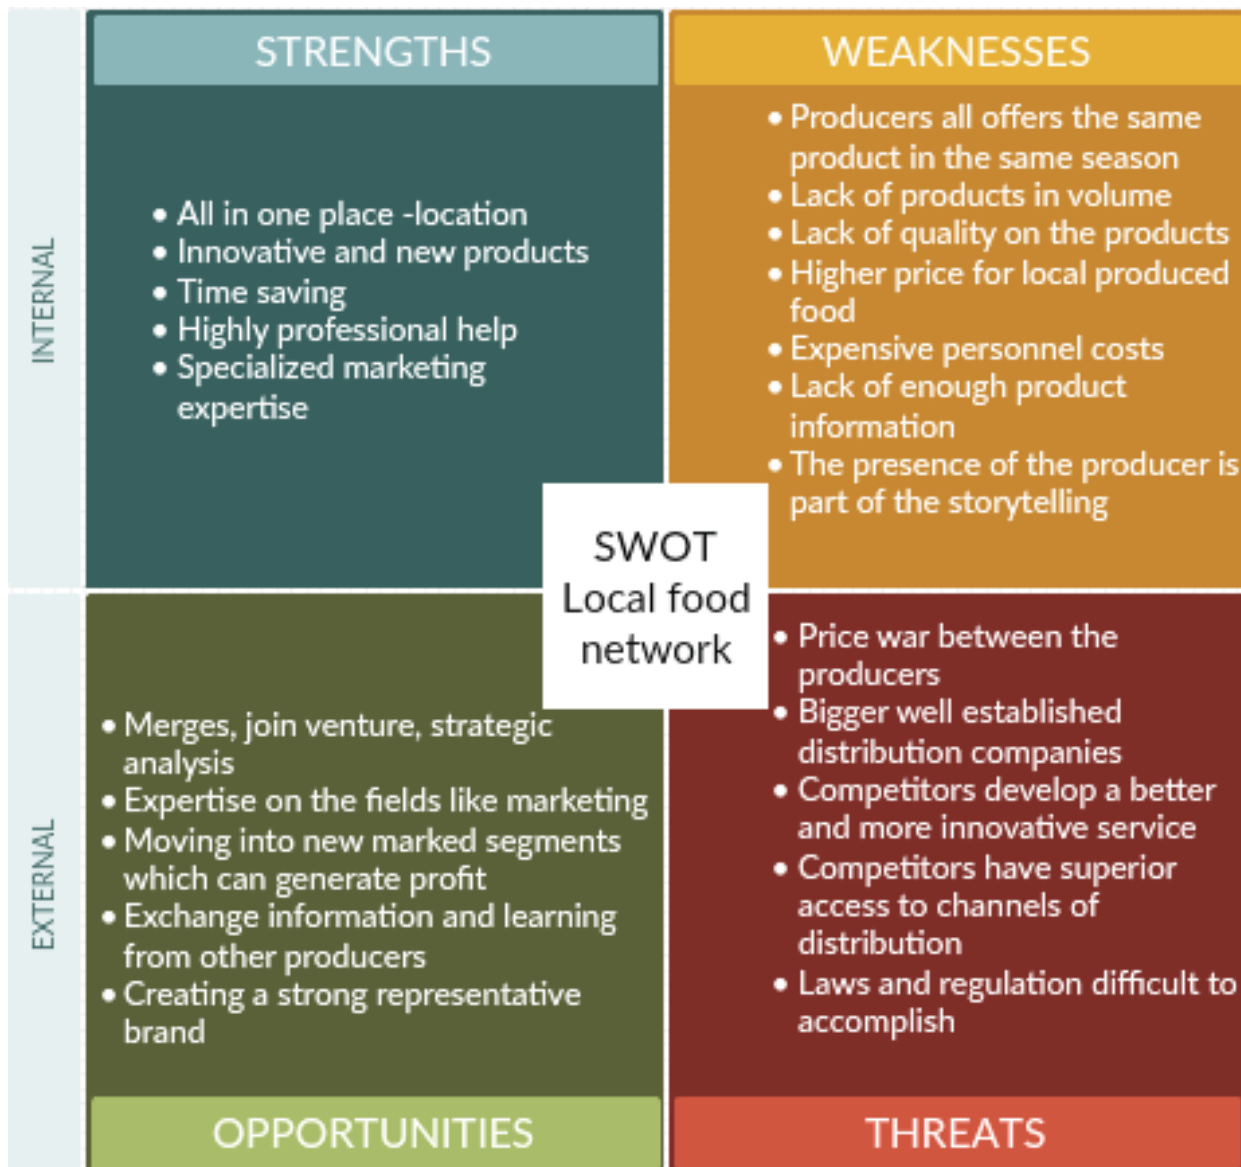 STRENGTHS
• All in one place -location
• Innovative and new products
• Time saving
• Highly professional help
• Specialized marketing
expertise
WEAKNESSES
• Producers all offers the same
product in the same season
• Lack of products in volume
• Lack of quality on the products
• Higher price for local produced
food
• Expensive personnel costs
• Lack of enough product
information
• The presence of the producer is
part of the storytelling
INTERNAL
SWOT
Local food
network
EXTERNAL
• Merges, join venture, strategic
analysis
• Expertise on the fields like marketing
• Moving into new marked segments
which can generate profit
• Exchange information and learning
from other producers
• Creating a strong representative
brand
OPPORTUNITIES
• Price war between the
producers
• Bigger well established
distribution companies
• Competitors develop a better
and more innovative service
• Competitors have superior
access to channels of
distribution
• Laws and regulation difficult to
accomplish
THREATS